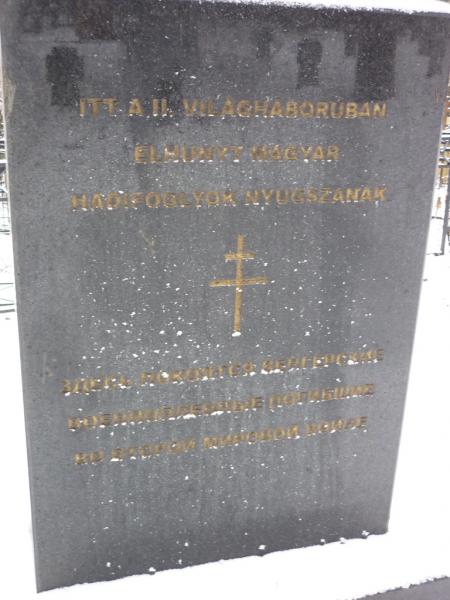 ITT A II. VILÁGHÁBORÚBAN
ELHUNYT MAGYAR
HADIFOGLYOK NYUGSZANAK
ЗДЕСЬ ПОКОЯТСЯ ВЕНГЕРСКИЕ
ВОЕННОПЛЕННЫЕ ПОГИБШИЕ
ВО ВТОРОЙ МИРОВОЙ ВОЙНЕ